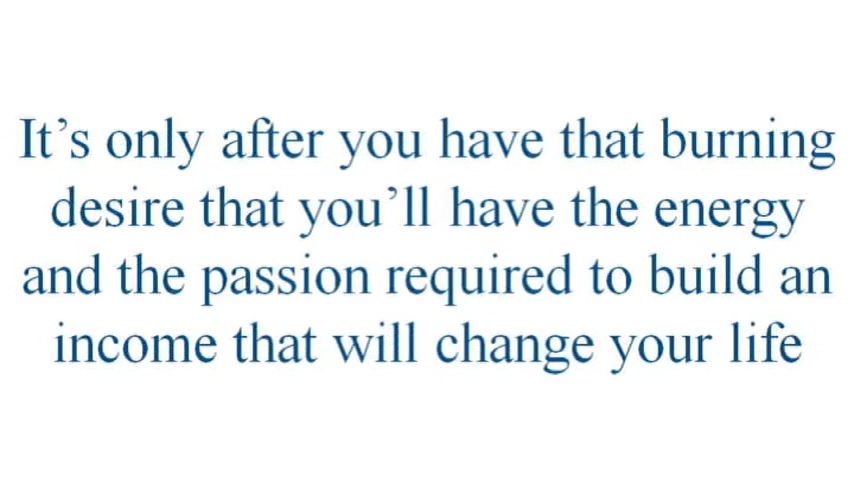 It’s only after you have that burning
desire that you’ll have the energy
and the passion required to build an
income that will change your life